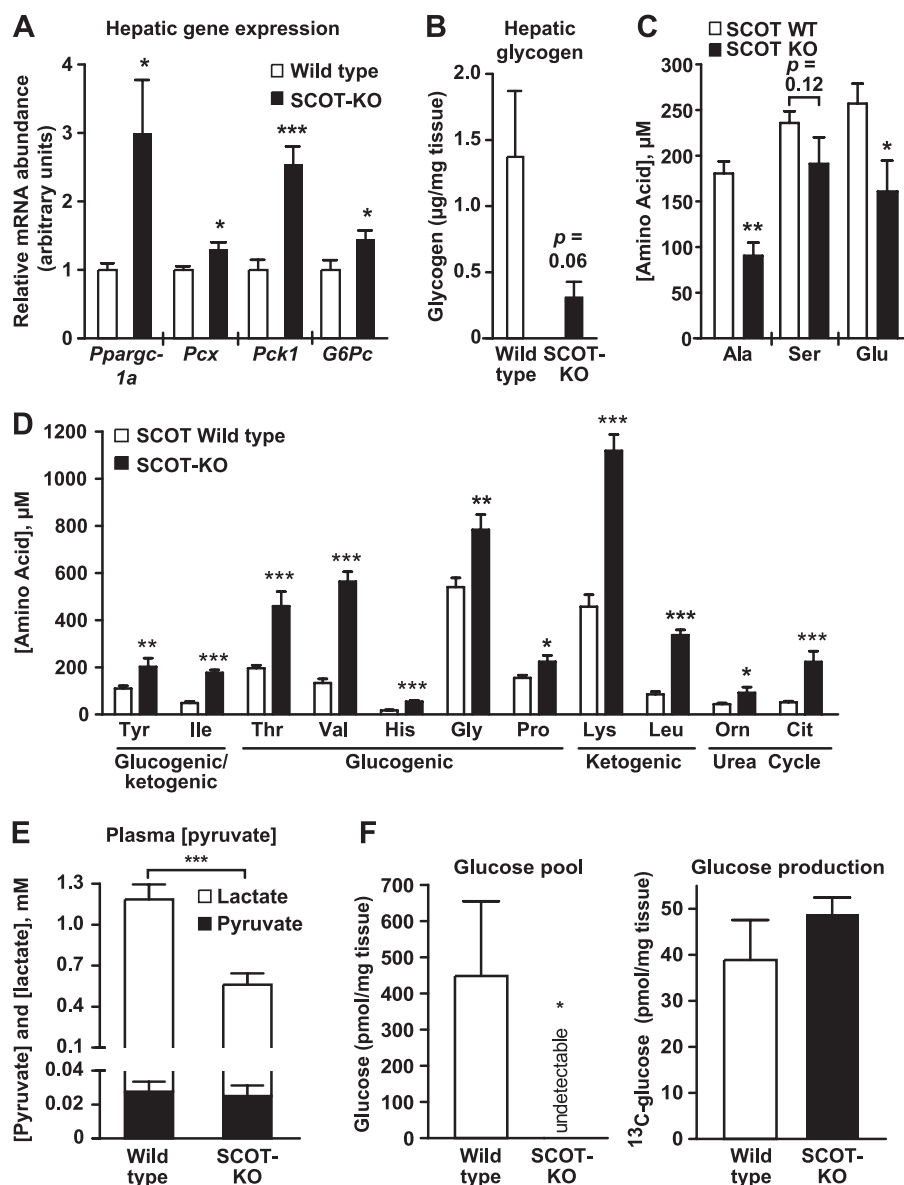 A Hepatic gene expression
Relative mRNA abundance
(arbitrary units)
4
3
2
1
0
Wild type
SCOT-KO
*
*
***
*
Ppargc-
1a
Pcx
Pck1
G6Pc
B Hepatic
glycogen
Glycogen (µg/mg tissue)
2.0
1.5
1.0
0.5
0
p =
0.06
Wild
type
SCOT-
KO
C
SCOT WT
SCOT KO
[Amino Acid], µM
300
250
200
150
100
50
0
**
p =
0.12
*
Ala Ser Glu
D
SCOT Wild type
SCOT-KO
[Amino Acid], µM
1200
1000
800
600
400
200
0
**
***
***
***
***
**
*
***
***
*
***
Tyr Ile Thr Val His Gly Pro Lys Leu Orn Cit
Glucogenic/
ketogenic
Glucogenic
Ketogenic
Urea Cycle
E Plasma [pyruvate]
***
Lactate
Pyruvate
[Pyruvate] and [lactate], mM
1.3
0.9
0.5
0.1
0.04
0.02
0
Wild
type
SCOT-
KO
F
Glucose pool
Glucose (pmol/mg tissue)
700
600
500
400
300
200
100
0
*
undetectable
Wild
type
SCOT-
KO
Glucose production
13C-glucose (pmol/mg tissue)
50
40
30
20
10
0
Wild
type
SCOT-
KO